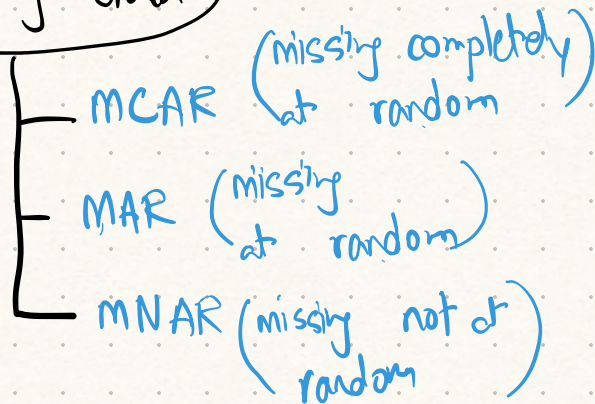 MCAR (missing completely
at random)
MAR (missing
at random)
MNAR (missing not at
random)